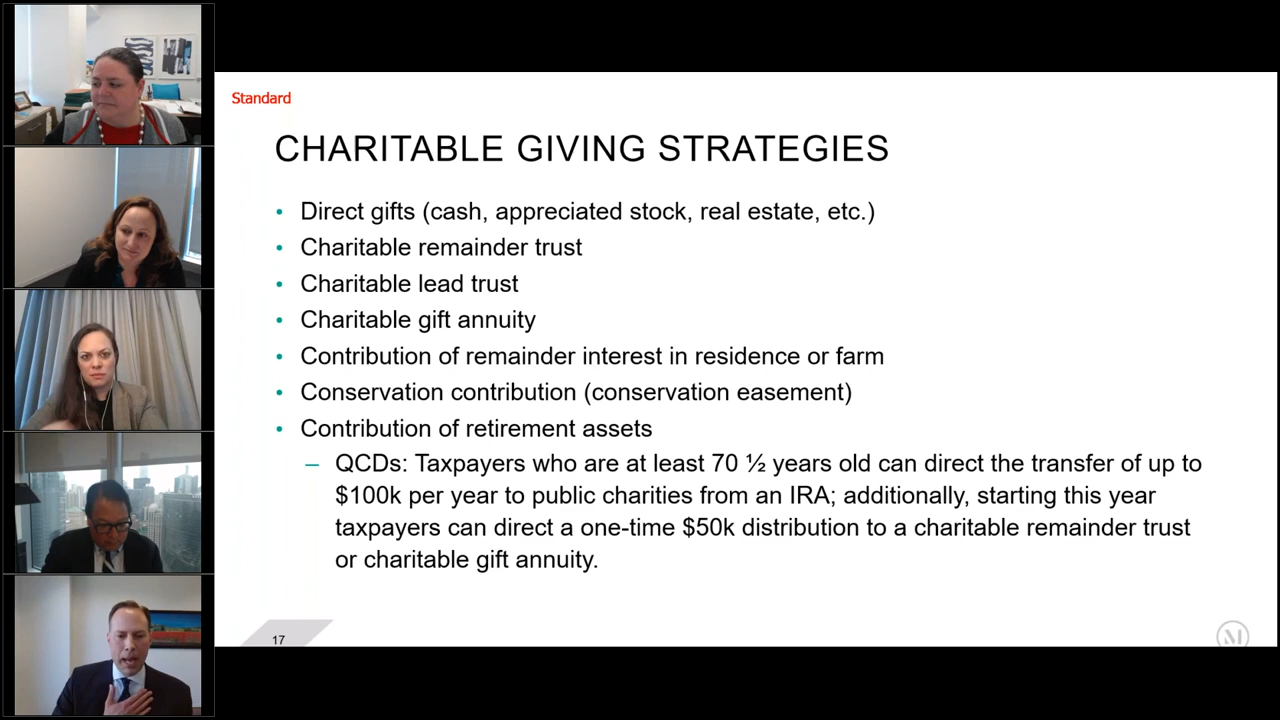 Standard
CHARITABLE GIVING STRATEGIES
• Direct gifts (cash, appreciated stock, real estate, etc.)
• Charitable remainder trust
• Charitable lead trust
• Charitable gift annuity
• Contribution of remainder interest in residence or farm
• Conservation contribution (conservation easement)
• Contribution of retirement assets
– QCDs: Taxpayers who are at least 70 ½ years old can direct the transfer of up to
$100k per year to public charities from an IRA; additionally, starting this year
taxpayers can direct a one-time $50k distribution to a charitable remainder trust
or charitable gift annuity.
17
M